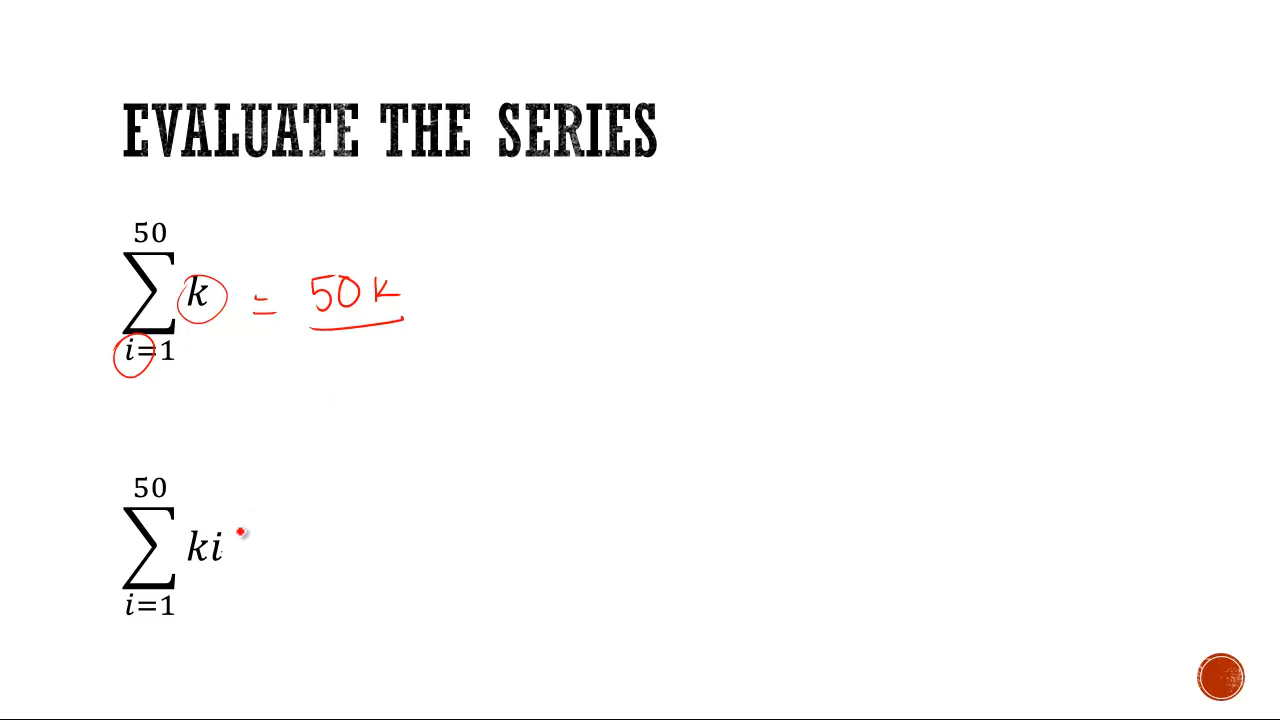 EVALUATE THE SERIES
50
∑ k = 50k
i=1
50
∑ ki
i=1